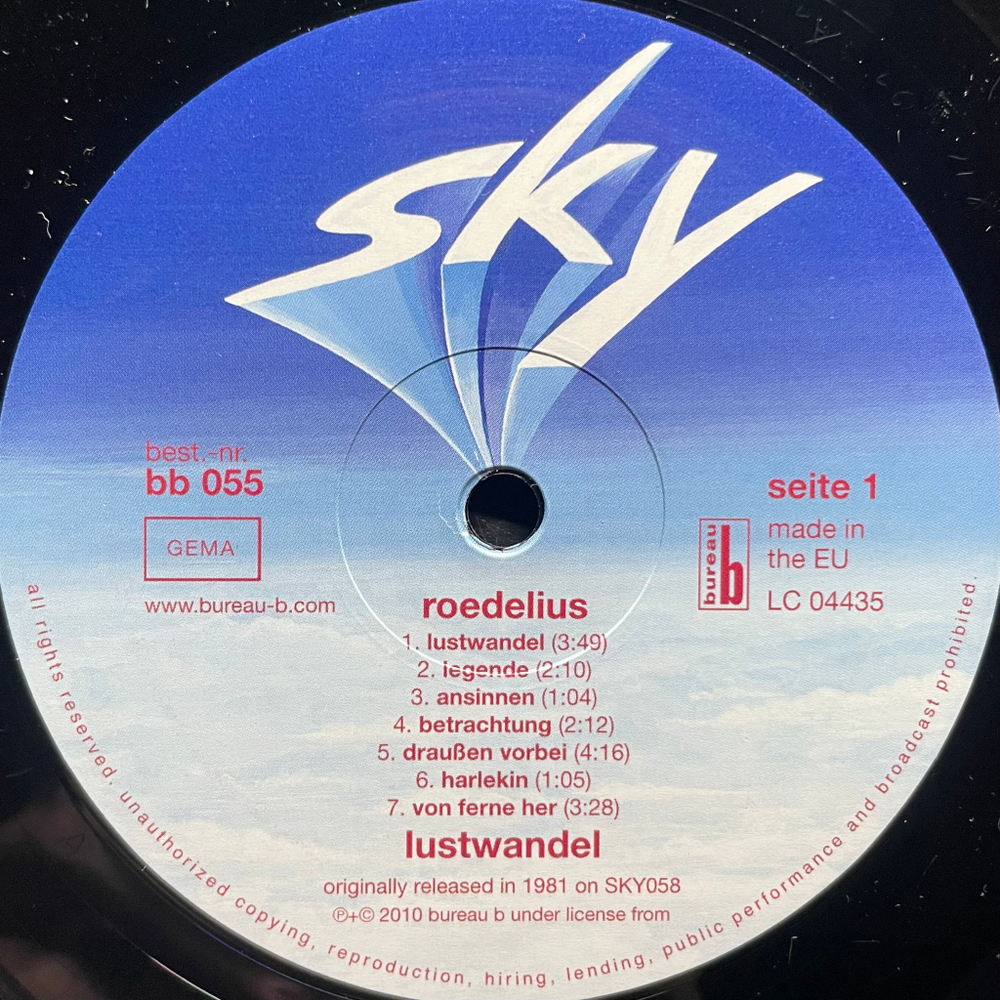 sky
best.-nr.
bb 055
GEMA
www.bureau-b.com
seite 1
bureau b
made in
the EU
LC 04435
roedelius
1. lustwandel (3:49)
2. legende (2:10)
3. ansinnen (1:04)
4. betrachtung (2:12)
5. draußen vorbei (4:16)
6. harlekin (1:05)
7. von ferne her (3:28)
lustwandel
originally released in 1981 on SKY058
℗+© 2010 bureau b under license from
all rights reserved. unauthorized copying, reproduction, hiring, lending, public performance and broadcast prohibited.